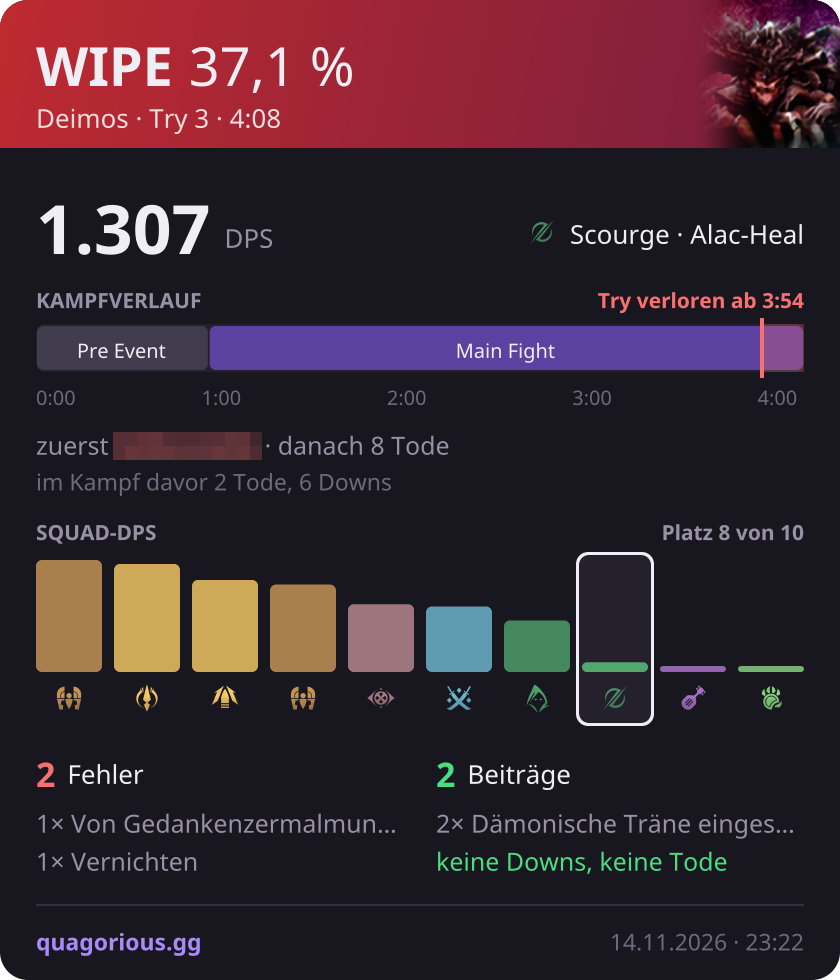 WIPE 37,1 %
Deimos · Try 3 · 4:08
1.307 DPS
Scourge · Alac-Heal
KAMPFVERLAUF
Try verloren ab 3:54
Pre Event
Main Fight
0:00 1:00 2:00 3:00 4:00
zuerst · danach 8 Tode
im Kampf davor 2 Tode, 6 Downs
SQUAD-DPS
Platz 8 von 10
2 Fehler
1× Von Gedankenzermalmun...
1× Vernichten
2 Beiträge
2× Dämonische Träne einges...
keine Downs, keine Tode
quagorious.gg
14.11.2026 · 23:22